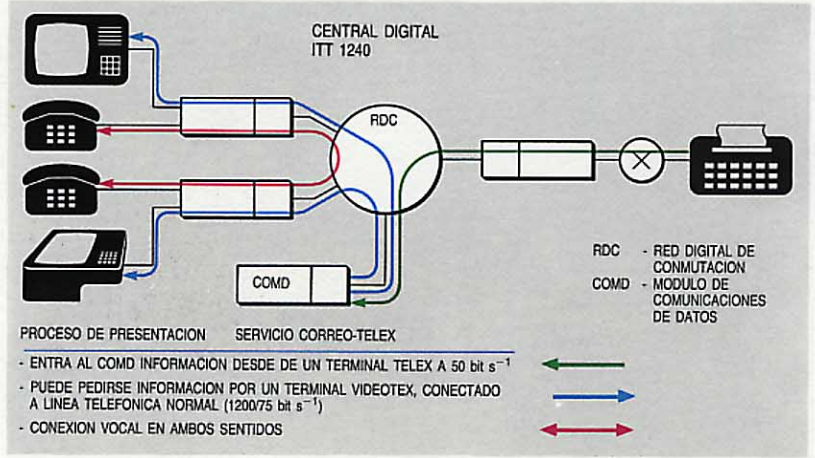 CENTRAL DIGITAL
ITT 1240
RDC
COMD
RDC - RED DIGITAL DE
CONMUTACION
COMD - MODULO DE
COMUNICACIONES
DE DATOS
PROCESO DE PRESENTACION SERVICIO CORREO-TELEX
- ENTRA AL COMD INFORMACION DESDE DE UN TERMINAL TELEX A 50 bit s⁻¹
- PUEDE PEDIRSE INFORMACION POR UN TERMINAL VIDEOTEX, CONECTADO
A LINEA TELEFONICA NORMAL (1200/75 bit s⁻¹)
- CONEXION VOCAL EN AMBOS SENTIDOS